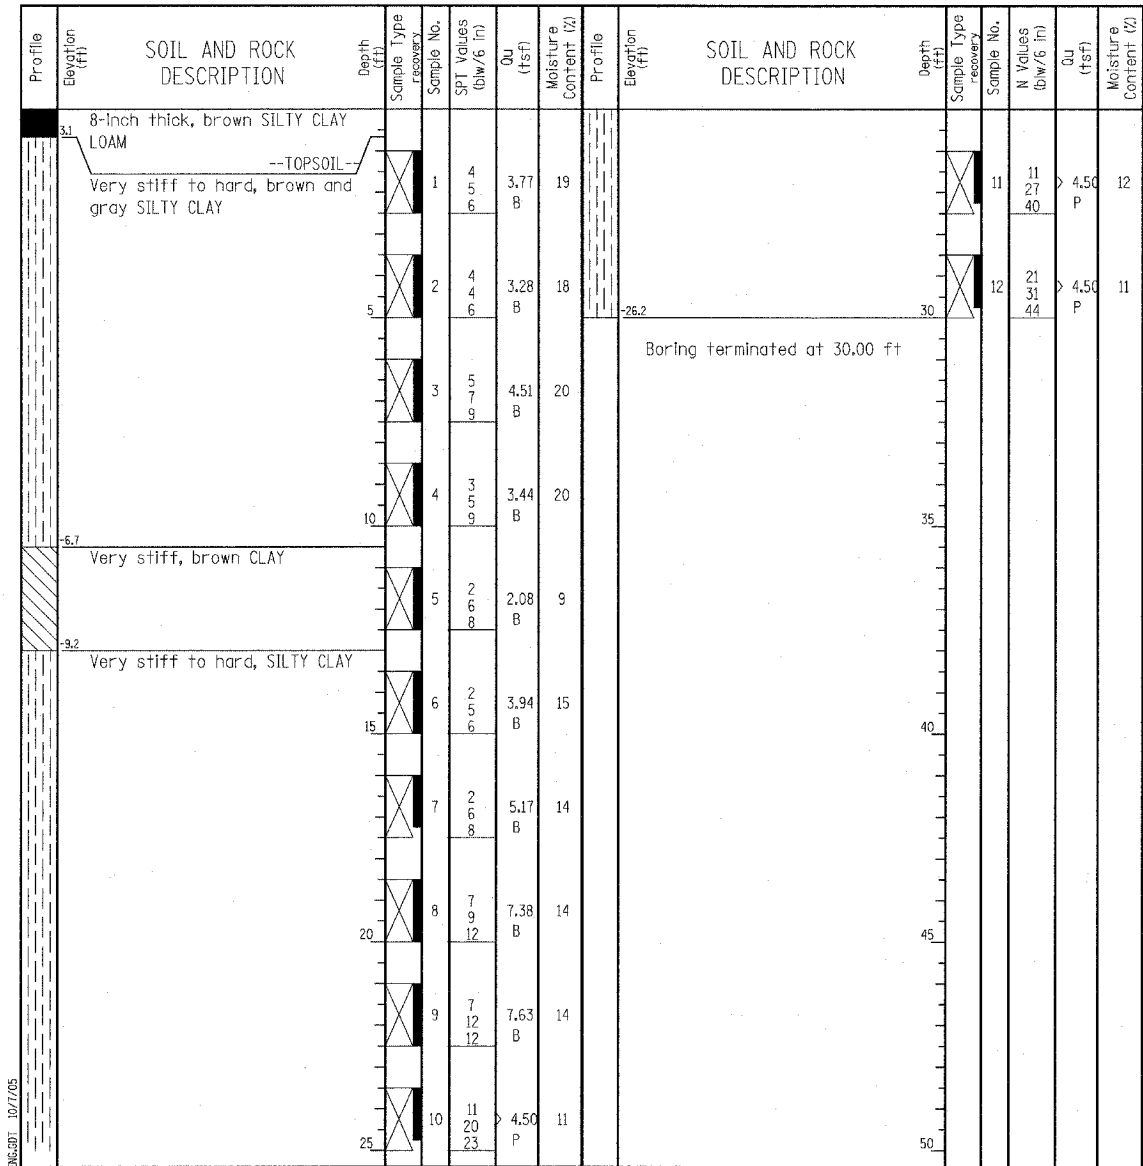 Profile
Elevation (ft)
SOIL AND ROCK
DESCRIPTION
Depth (ft)
Sample Type
recovery
Sample No.
SPT Values
(blw/6 in)
Qu
(tsf)
Moisture
Content (%)
Profile
Elevation (ft)
SOIL AND ROCK
DESCRIPTION
Depth (ft)
Sample Type
recovery
Sample No.
N Values
(blw/6 in)
Qu
(tsf)
Moisture
Content (%)
3.1
8-inch thick, brown SILTY CLAY
LOAM
--TOPSOIL--
Very stiff to hard, brown and
gray SILTY CLAY
1
4
5
6
3.77
B
19
2
4
4
6
3.28
B
18
5
3
5
7
9
4.51
B
20
4
3
5
9
3.44
B
20
10
-6.7
Very stiff, brown CLAY
5
2
6
8
2.08
B
9
-9.2
Very stiff to hard, SILTY CLAY
6
2
5
6
3.94
B
15
15
7
2
6
8
5.17
B
14
8
7
9
12
7.38
B
14
20
9
7
12
12
7.63
B
14
10
11
20
23
> 4.50
P
11
25
11
11
27
40
> 4.50
P
12
12
21
31
44
> 4.50
P
11
-26.2
30
Boring terminated at 30.00 ft
35
40
45
50
10/7/05